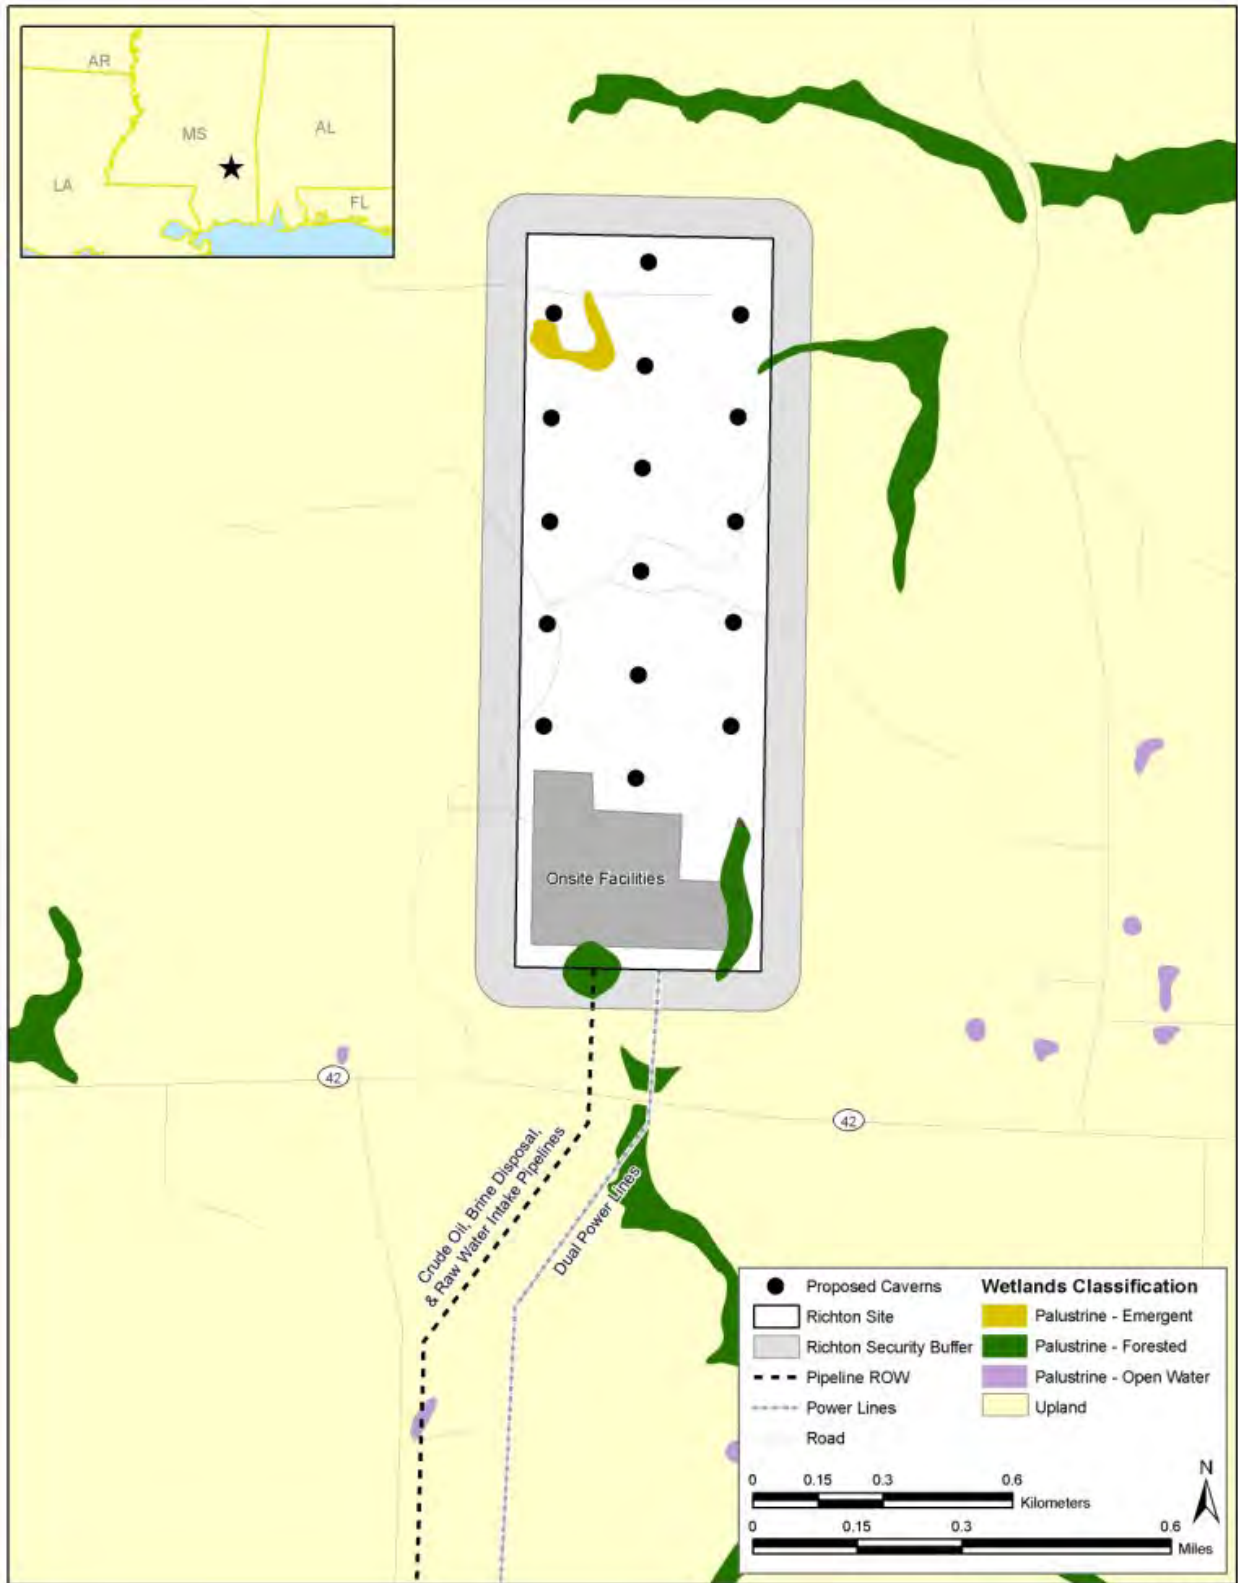 AR
MS
AL
LA
FL
Onsite Facilities
42
42
Crude Oil, Brine Disposal,
& Raw Water Intake Pipelines
Dual Power Lines
Proposed Caverns
Richton Site
Richton Security Buffer
Pipeline ROW
Power Lines
Road
Wetlands Classification
Palustrine - Emergent
Palustrine - Forested
Palustrine - Open Water
Upland
N
0 0.15 0.3 0.6
Kilometers
0 0.15 0.3 0.6
Miles